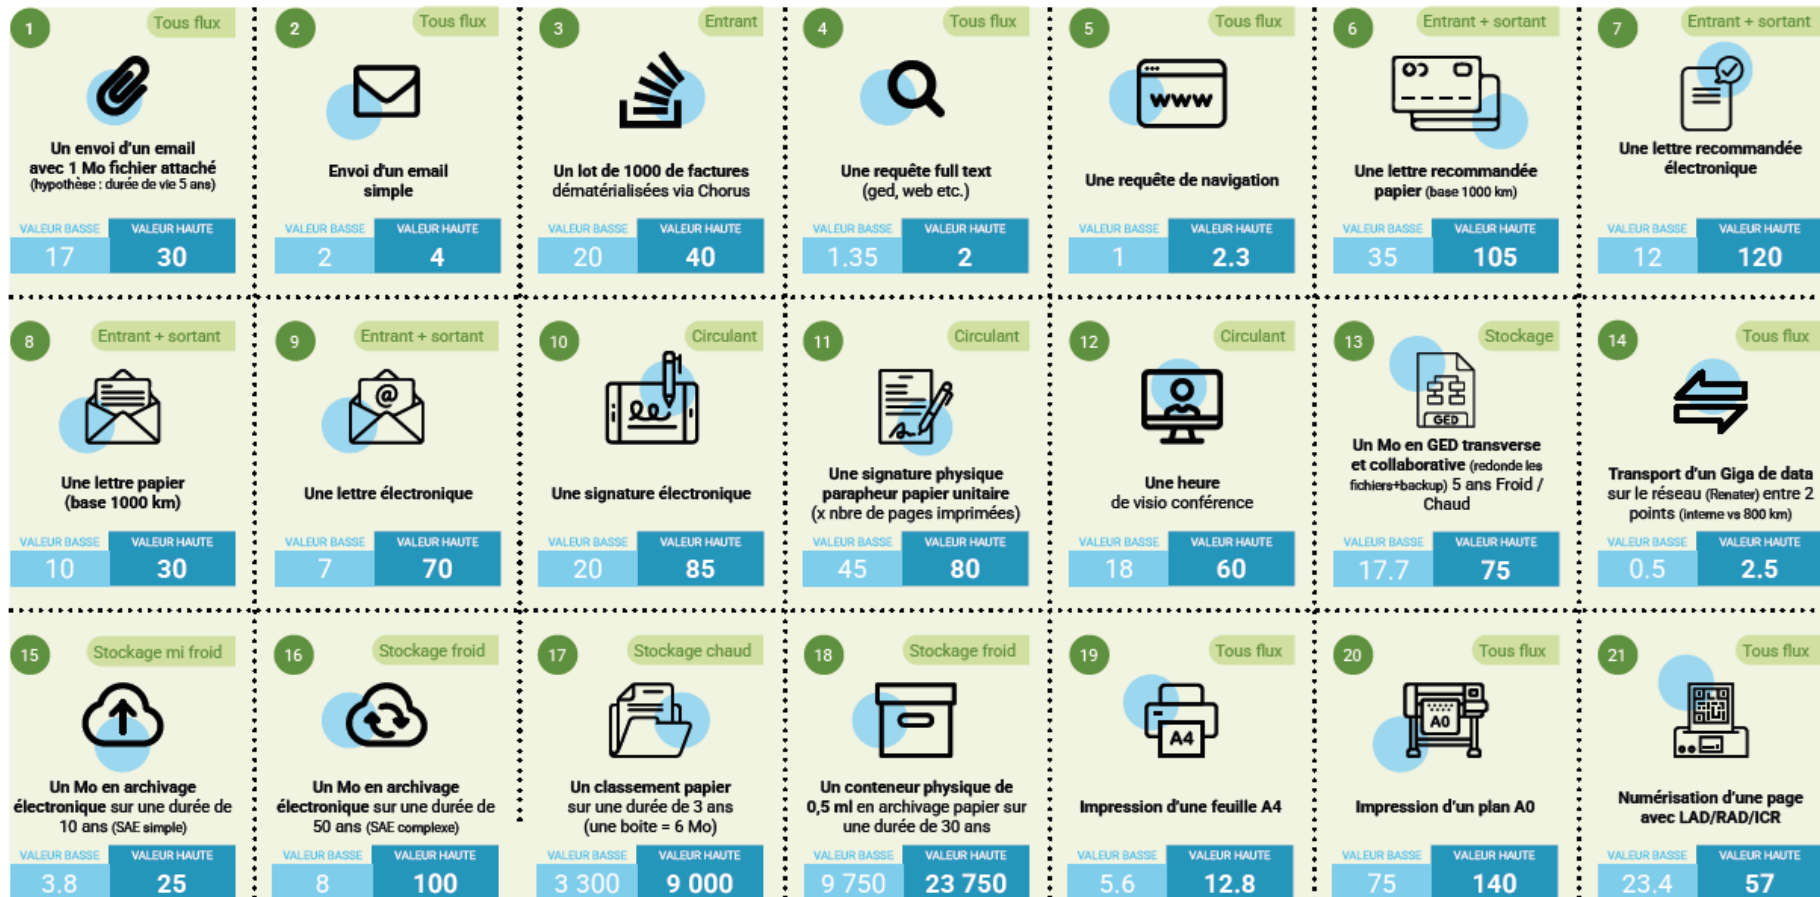 1
Tous flux
Un envoi d'un email
avec 1 Mo fichier attaché
(hypothèse : durée de vie 5 ans)
VALEUR BASSE
VALEUR HAUTE
17
30
2
Tous flux
Envoi d'un email
simple
VALEUR BASSE
VALEUR HAUTE
2
4
3
Entrant
Un lot de 1000 de factures
dématérialisées via Chorus
VALEUR BASSE
VALEUR HAUTE
20
40
4
Tous flux
Une requête full text
(ged, web etc.)
VALEUR BASSE
VALEUR HAUTE
1.35
2
5
Tous flux
www
Une requête de navigation
VALEUR BASSE
VALEUR HAUTE
1
2.3
6
Entrant + sortant
Une lettre recommandée
papier (base 1000 km)
VALEUR BASSE
VALEUR HAUTE
35
105
7
Entrant + sortant
Une lettre recommandée
électronique
VALEUR BASSE
VALEUR HAUTE
12
120
8
Entrant + sortant
Une lettre papier
(base 1000 km)
VALEUR BASSE
VALEUR HAUTE
10
30
9
Entrant + sortant
@
Une lettre électronique
VALEUR BASSE
VALEUR HAUTE
7
70
10
Circulant
Une signature électronique
VALEUR BASSE
VALEUR HAUTE
20
85
11
Circulant
Une signature physique
parapheur papier unitaire
(x nbre de pages imprimées)
VALEUR BASSE
VALEUR HAUTE
45
80
12
Circulant
Une heure
de visio conférence
VALEUR BASSE
VALEUR HAUTE
18
60
13
Stockage
GED
Un Mo en GED transverse
et collaborative (redonde les
fichiers+backup) 5 ans Froid /
Chaud
VALEUR BASSE
VALEUR HAUTE
17.7
75
14
Tous flux
Transport d'un Giga de data
sur le réseau (Renater) entre 2
points (interne vs 800 km)
VALEUR BASSE
VALEUR HAUTE
0.5
2.5
15
Stockage mi froid
Un Mo en archivage
électronique sur une durée de
10 ans (SAE simple)
VALEUR BASSE
VALEUR HAUTE
3.8
25
16
Stockage froid
Un Mo en archivage
électronique sur une durée de
50 ans (SAE complexe)
VALEUR BASSE
VALEUR HAUTE
8
100
17
Stockage chaud
Un classement papier
sur une durée de 3 ans
(une boite = 6 Mo)
VALEUR BASSE
VALEUR HAUTE
3 300
9 000
18
Stockage froid
Un conteneur physique de
0,5 ml en archivage papier sur
une durée de 30 ans
VALEUR BASSE
VALEUR HAUTE
9 750
23 750
19
Tous flux
A4
Impression d'une feuille A4
VALEUR BASSE
VALEUR HAUTE
5.6
12.8
20
Tous flux
A0
Impression d'un plan A0
VALEUR BASSE
VALEUR HAUTE
75
140
21
Tous flux
Numérisation d'une page
avec LAD/RAD/ICR
VALEUR BASSE
VALEUR HAUTE
23.4
57